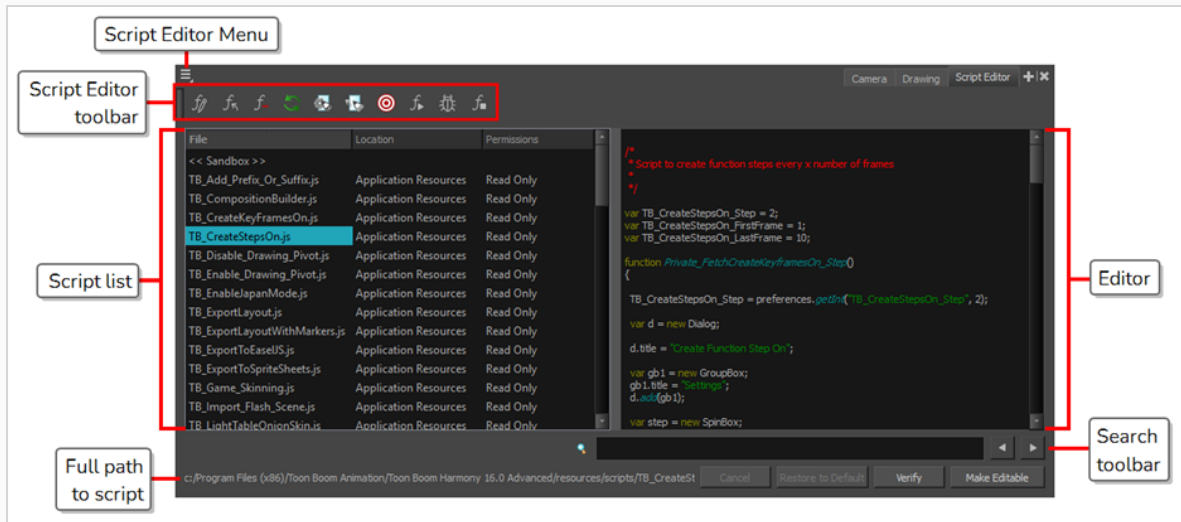 Script Editor Menu
Script Editor
toolbar
Camera Drawing Script Editor
File Location Permissions
<< Sandbox >>
TB_Add_Prefix_Or_Suffix.js Application Resources Read Only
TB_CompositionBuilder.js Application Resources Read Only
TB_CreateKeyFramesOn.js Application Resources Read Only
TB_CreateStepsOn.js Application Resources Read Only
TB_Disable_Drawing_Pivot.js Application Resources Read Only
TB_Enable_Drawing_Pivot.js Application Resources Read Only
TB_EnableJapanMode.js Application Resources Read Only
TB_ExportLayout.js Application Resources Read Only
TB_ExportLayoutWithMarkers.js Application Resources Read Only
TB_ExportToEaselJS.js Application Resources Read Only
TB_ExportToSpriteSheets.js Application Resources Read Only
TB_Game_Skinning.js Application Resources Read Only
TB_Import_Flash_Scene.js Application Resources Read Only
TB_LightTableOnionSkin.js Application Resources Read Only
Script list
/*
* Script to create function steps every x number of frames
*
*/
var TB_CreateStepsOn_Step = 2;
var TB_CreateStepsOn_FirstFrame = 1;
var TB_CreateStepsOn_LastFrame = 10;
function Private_FetchCreateKeyframesOn_Step()
{
TB_CreateStepsOn_Step = preferences.getInt("TB_CreateStepsOn_Step", 2);
var d = new Dialog;
d.title = "Create Function Step On";
var gb1 = new GroupBox;
gb1.title = "Settings";
d.add(gb1);
var step = new SpinBox;
Editor
Search
toolbar
Full path
to script
c:/Program Files (x86)/Toon Boom Animation/Toon Boom Harmony 16.0 Advanced/resources/scripts/TB_CreateSt
Cancel Restore to Default Verify Make Editable